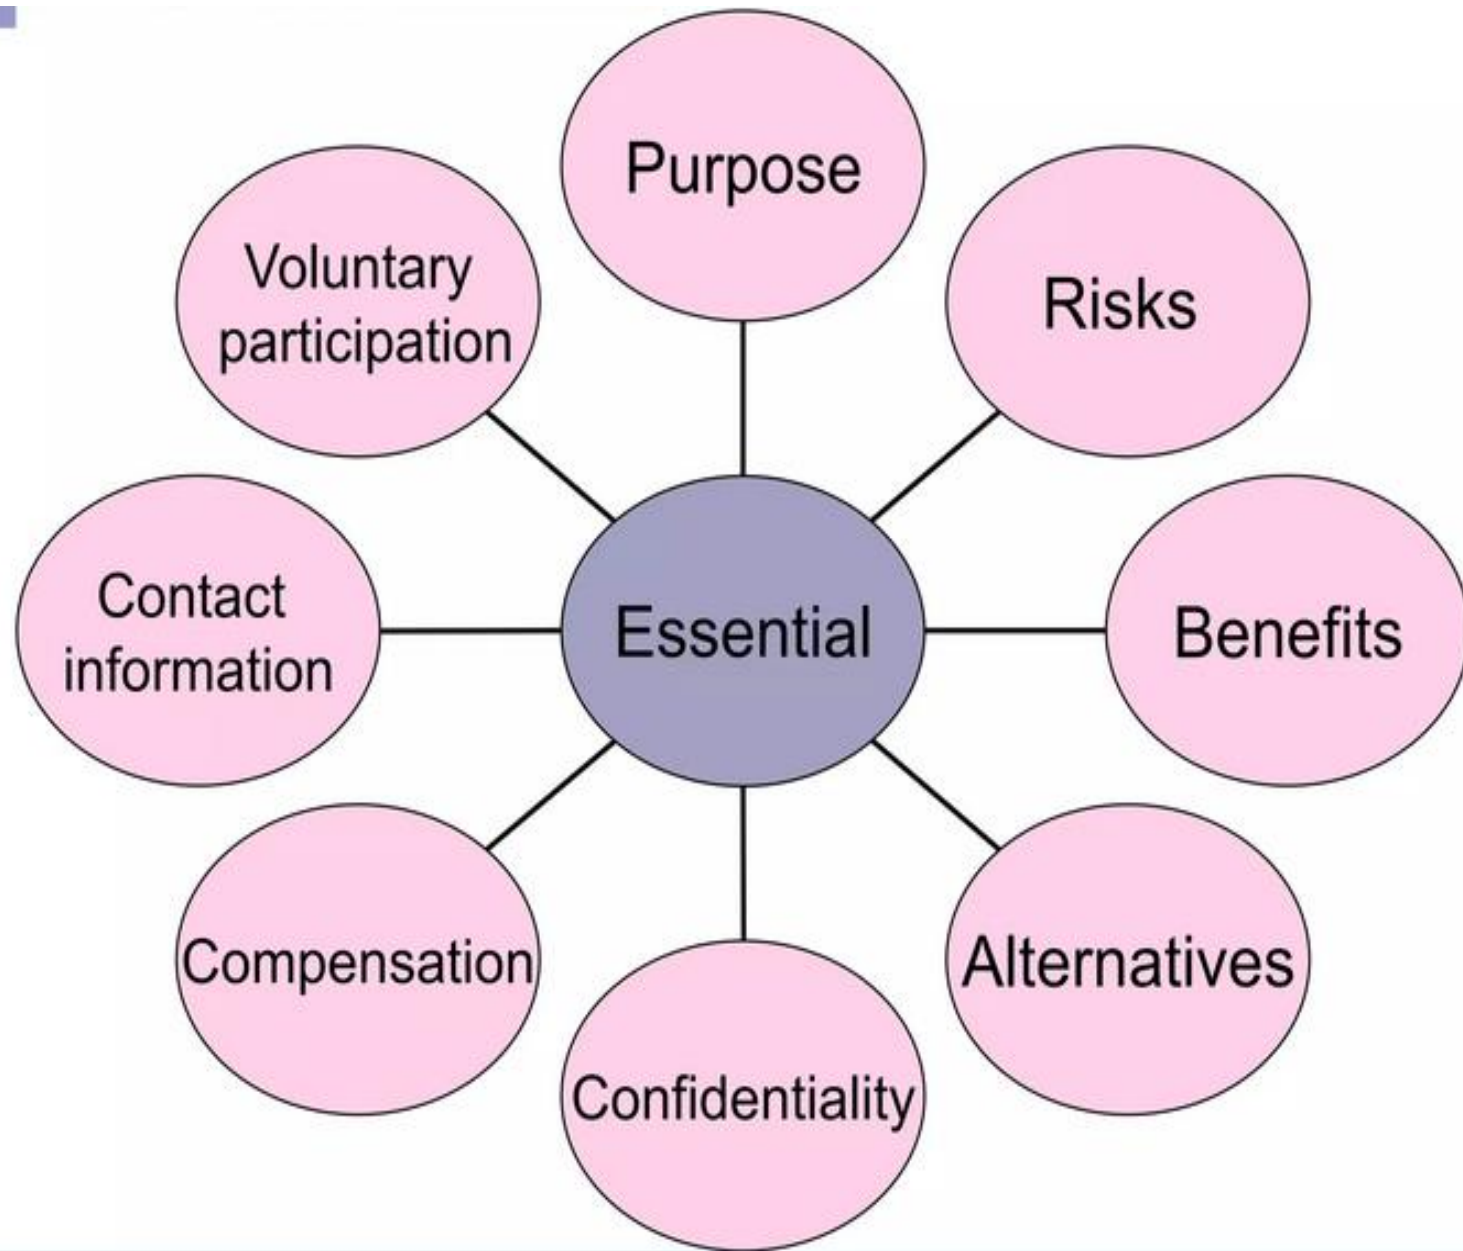 Purpose
Risks
Benefits
Alternatives
Confidentiality
Compensation
Contact
information
Voluntary
participation
Essential